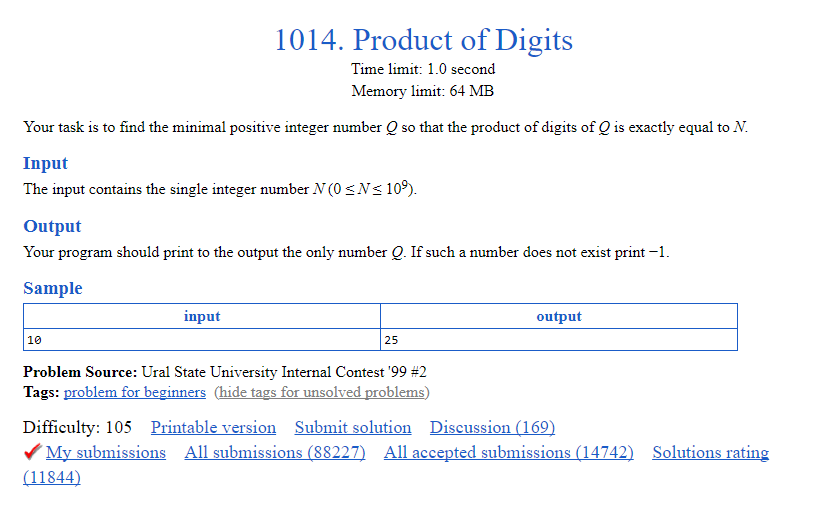 1014. Product of Digits
Time limit: 1.0 second
Memory limit: 64 MB
Your task is to find the minimal positive integer number Q so that the product of digits of Q is exactly equal to N.
Input
The input contains the single integer number N (0 ≤ N ≤ 10⁹).
Output
Your program should print to the output the only number Q. If such a number does not exist print −1.
Sample
input output
10 25
Problem Source: Ural State University Internal Contest '99 #2
Tags: problem for beginners (hide tags for unsolved problems)
Difficulty: 105 Printable version Submit solution Discussion (169)
My submissions All submissions (88227) All accepted submissions (14742) Solutions rating
(11844)